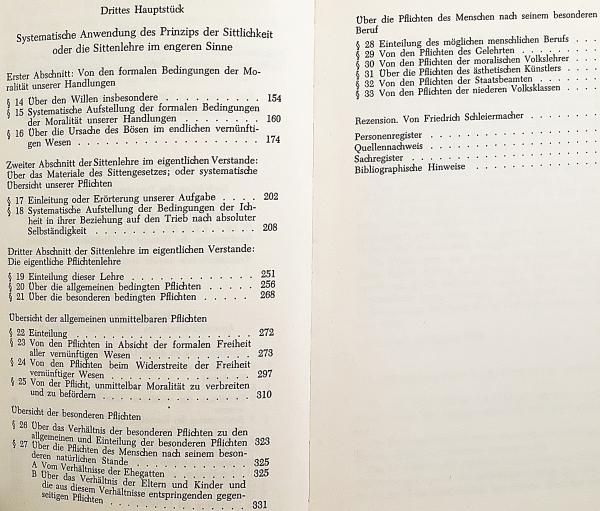 Drittes Hauptstück
Systematische Anwendung des Prinzips der Sittlichkeit
oder die Sittenlehre im engeren Sinne
Erster Abschnitt: Von den formalen Bedingungen der Mo-
ralität unserer Handlungen
§ 14 Über den Willen insbesondere . . . . . . . . . 154
§ 15 Systematische Aufstellung der formalen Bedingungen
der Moralität unserer Handlungen . . . . . . . . 160
§ 16 Über die Ursache des Bösen im endlichen vernünfti-
gen Wesen . . . . . . . . . . . . . . . . 174
Zweiter Abschnitt der Sittenlehre im eigentlichen Verstande:
Über das Materiale des Sittengesetzes; oder systematische
Übersicht unserer Pflichten
§ 17 Einleitung oder Erörterung unserer Aufgabe . . . . 202
§ 18 Systematische Aufstellung der Bedingungen der Ich-
heit in ihrer Beziehung auf den Trieb nach absoluter
Selbständigkeit . . . . . . . . . . . . . . 208
Dritter Abschnitt der Sittenlehre im eigentlichen Verstande:
Die eigentliche Pflichtenlehre
§ 19 Einteilung dieser Lehre . . . . . . . . . . . . 251
§ 20 Über die allgemeinen bedingten Pflichten . . . . . 256
§ 21 Über die besonderen bedingten Pflichten . . . . . 268
Übersicht der allgemeinen unmittelbaren Pflichten
§ 22 Einteilung . . . . . . . . . . . . . . . . . 272
§ 23 Von den Pflichten in Absicht der formalen Freiheit
aller vernünftigen Wesen . . . . . . . . . . . 273
§ 24 Von den Pflichten beim Widerstreite der Freiheit
vernünftiger Wesen . . . . . . . . . . . . . 297
§ 25 Von der Pflicht, unmittelbar Moralität zu verbreiten
und zu befördern . . . . . . . . . . . . . . 310
Übersicht der besonderen Pflichten
§ 26 Über das Verhältnis der besonderen Pflichten zu den
allgemeinen und Einteilung der besonderen Pflichten 323
§ 27 Über die Pflichten des Menschen nach seinem beson-
deren natürlichen Stande . . . . . . . . . . . 325
A Vom Verhältnisse der Ehegatten . . . . . . . 325
B Über das Verhältnis der Eltern und Kinder und
die aus diesem Verhältnisse entspringenden gegen-
seitigen Pflichten . . . . . . . . . . . . . 331
Über die Pflichten des Menschen nach seinem besonderen
Beruf
§ 28 Einteilung des möglichen menschlichen Berufs . . . .
§ 29 Von den Pflichten des Gelehrten . . . . . . . .
§ 30 Von den Pflichten der moralischen Volkslehrer . . .
§ 31 Über die Pflichten des ästhetischen Künstlers . . . .
§ 32 Von den Pflichten der Staatsbeamten . . . . . .
§ 33 Von den Pflichten der niederen Volksklassen . . . .
Rezension. Von Friedrich Schleiermacher . . . . . . . .
Personenregister . . . . . . . . . . . . . . .
Quellennachweis . . . . . . . . . . . . . . .
Sachregister . . . . . . . . . . . . . . . .
Bibliographische Hinweise . . . . . . . . . . .